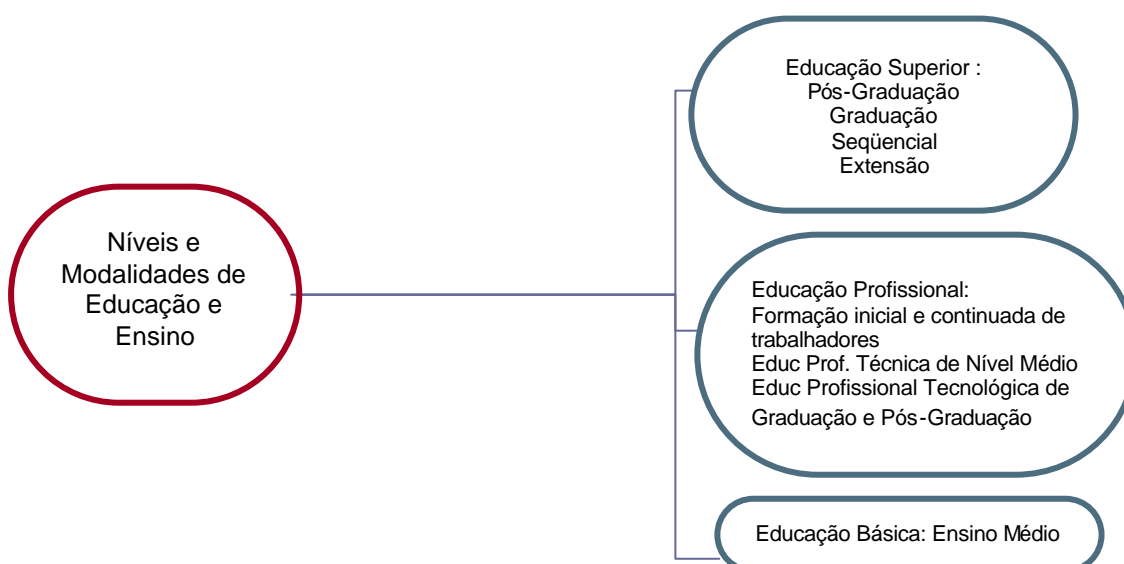 Níveis e
Modalidades de
Educação e
Ensino
Educação Superior :
Pós-Graduação
Graduação
Seqüencial
Extensão
Educação Profissional:
Formação inicial e continuada de
trabalhadores
Educ Prof. Técnica de Nível Médio
Educ Profissional Tecnológica de
Graduação e Pós-Graduação
Educação Básica: Ensino Médio